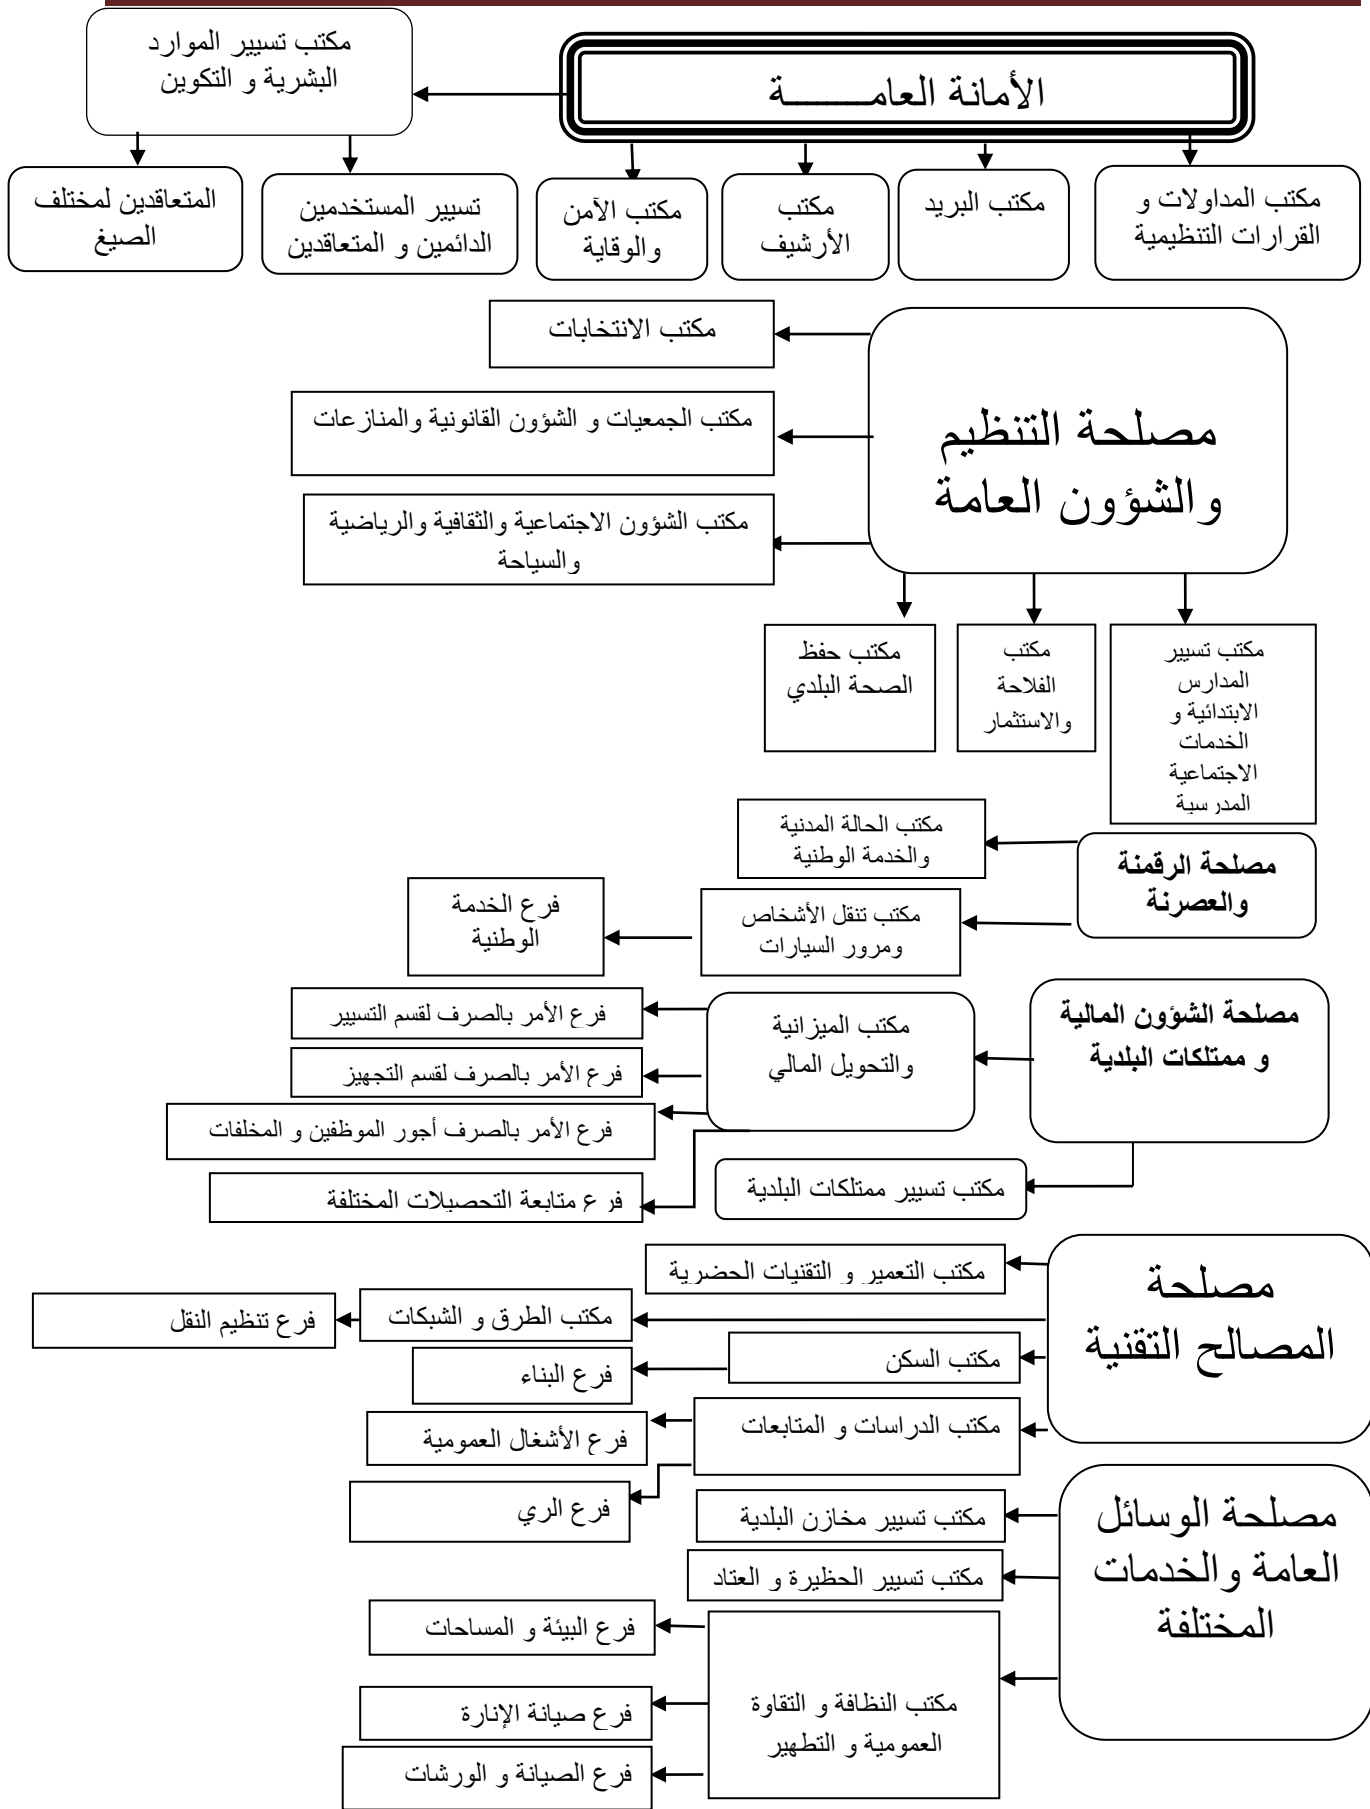 الأمانة العامـــــــــة
مكتب تسيير الموارد
البشرية و التكوين
مكتب المداولات و
القرارات التنظيمية
مكتب البريد
مكتب
الأرشيف
مكتب الآمن
والوقاية
تسيير المستخدمين
الدائمين و المتعاقدين
المتعاقدين لمختلف
الصيغ
مصلحة التنظيم
والشؤون العامة
مكتب الانتخابات
مكتب الجمعيات و الشؤون القانونية والمنازعات
مكتب الشؤون الاجتماعية والثقافية والرياضية
والسياحة
مكتب تسيير
المدارس
الابتدائية و
الخدمات
الاجتماعية
المدرسية
مكتب
الفلاحة
والاستثمار
مكتب حفظ
الصحة البلدي
مصلحة الرقمنة
والعصرنة
مكتب الحالة المدنية
والخدمة الوطنية
مكتب تنقل الأشخاص
ومرور السيارات
فرع الخدمة
الوطنية
مصلحة الشؤون المالية
و ممتلكات البلدية
مكتب الميزانية
والتحويل المالي
فرع الأمر بالصرف لقسم التسيير
فرع الأمر بالصرف لقسم التجهيز
فرع الأمر بالصرف أجور الموظفين و المخلفات
فرع متابعة التحصيلات المختلفة
مكتب تسيير ممتلكات البلدية
مصلحة
المصالح التقنية
مكتب التعمير و التقنيات الحضرية
مكتب الطرق و الشبكات
فرع تنظيم النقل
مكتب السكن
فرع البناء
مكتب الدراسات و المتابعات
فرع الأشغال العمومية
فرع الري
مصلحة الوسائل
العامة والخدمات
المختلفة
مكتب تسيير مخازن البلدية
مكتب تسيير الحظيرة و العتاد
مكتب النظافة و النقاوة
العمومية و التطهير
فرع البيئة و المساحات
فرع صيانة الإنارة
فرع الصيانة و الورشات